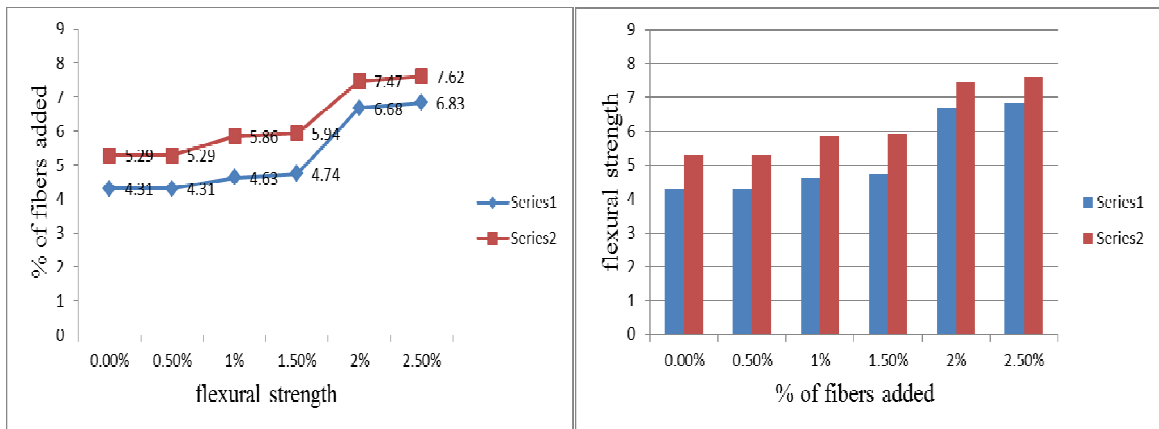 9
8
7
6
5
4
3
2
1
0
% of fibers added
5.29 5.29 5.86 5.94 7.47 7.62
4.31 4.31 4.63 4.74 6.68 6.83
Series1
Series2
0.00% 0.50% 1% 1.50% 2% 2.50%
flexural strength
9
8
7
6
5
4
3
2
1
0
flexural strength
Series1
Series2
0.00% 0.50% 1% 1.50% 2% 2.50%
% of fibers added